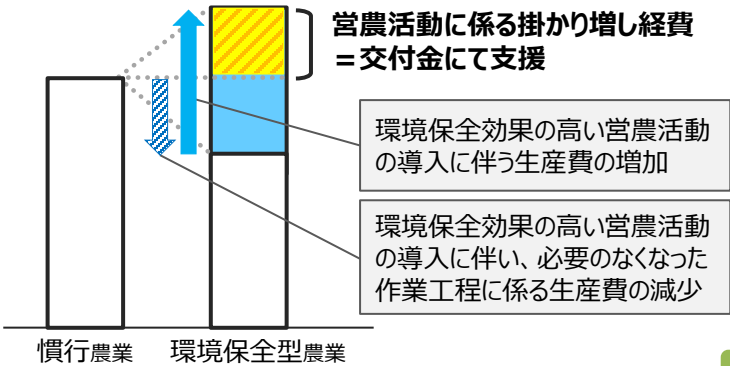 営農活動に係る掛かり増し経費
＝交付金にて支援
環境保全効果の高い営農活動
の導入に伴う生産費の増加
環境保全効果の高い営農活動
の導入に伴い、必要のなくなった
作業工程に係る生産費の減少
慣行農業
環境保全型農業